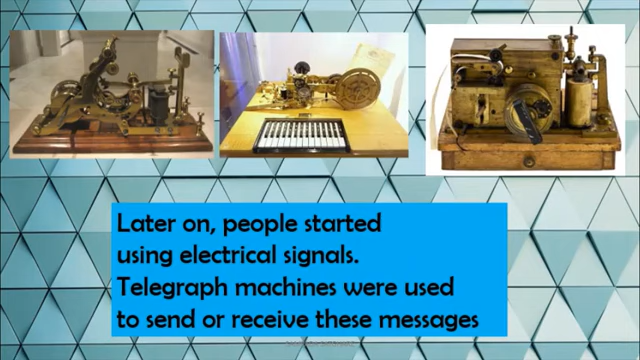 Later on, people started
using electrical signals.
Telegraph machines were used
to send or receive these messages